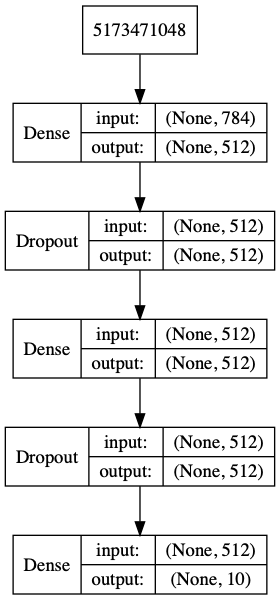 5173471048
Dense input: (None, 784)
output: (None, 512)
Dropout input: (None, 512)
output: (None, 512)
Dense input: (None, 512)
output: (None, 512)
Dropout input: (None, 512)
output: (None, 512)
Dense input: (None, 512)
output: (None, 10)